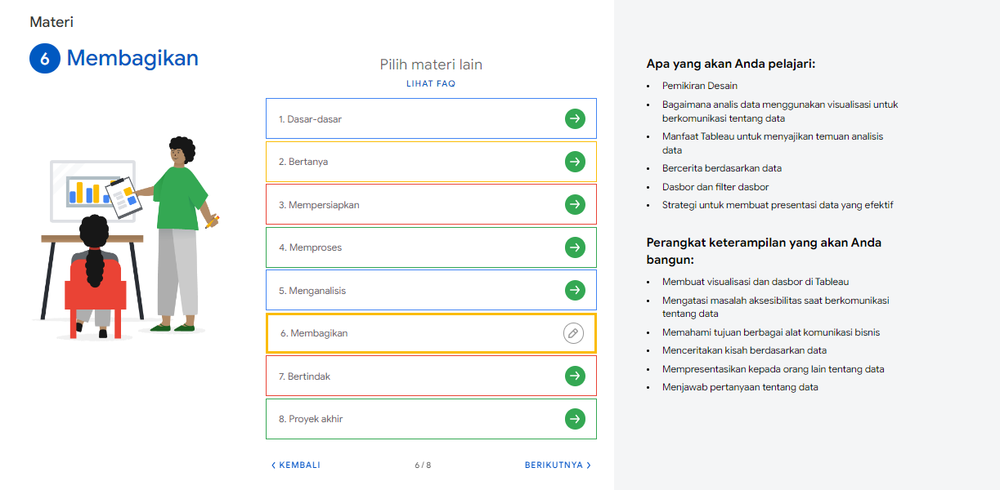 Materi
6 Membagikan
Pilih materi lain
LIHAT FAQ
1. Dasar-dasar
2. Bertanya
3. Mempersiapkan
4. Memproses
5. Menganalisis
6. Membagikan
7. Bertindak
8. Proyek akhir
KEMBALI
6 / 8
BERIKUTNYA
Apa yang akan Anda pelajari:
• Pemikiran Desain
• Bagaimana analis data menggunakan visualisasi untuk
berkomunikasi tentang data
• Manfaat Tableau untuk menyajikan temuan analisis
data
• Bercerita berdasarkan data
• Dasbor dan filter dasbor
• Strategi untuk membuat presentasi data yang efektif
Perangkat keterampilan yang akan Anda
bangun:
• Membuat visualisasi dan dasbor di Tableau
• Mengatasi masalah aksesibilitas saat berkomunikasi
tentang data
• Memahami tujuan berbagai alat komunikasi bisnis
• Menceritakan kisah berdasarkan data
• Mempresentasikan kepada orang lain tentang data
• Menjawab pertanyaan tentang data